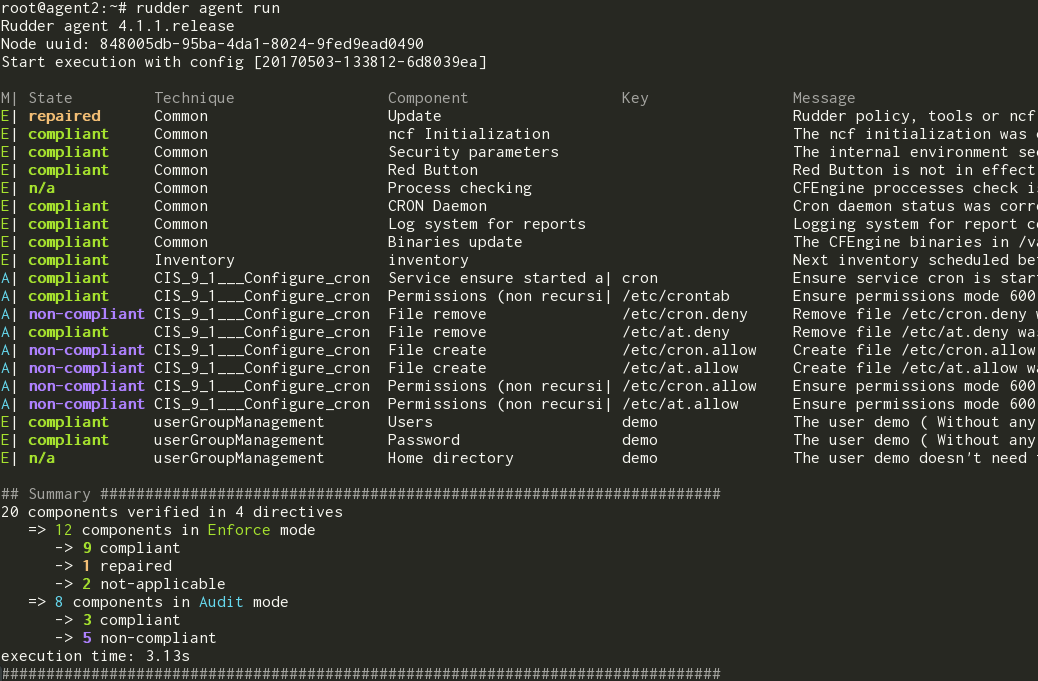 root@agent2:~# rudder agent run
Rudder agent 4.1.1.release
Node uuid: 848005db-95ba-4da1-8024-9fed9ead0490
Start execution with config [20170503-133812-6d8039ea]
M| State Technique Component Key Message
E| repaired Common Update Rudder policy, tools or ncf
E| compliant Common ncf Initialization The ncf initialization was
E| compliant Common Security parameters The internal environment se
E| compliant Common Red Button Red Button is not in effect
E| n/a Common Process checking CFEngine proccesses check i
E| compliant Common CRON Daemon Cron daemon status was corr
E| compliant Common Log system for reports Logging system for report c
E| compliant Common Binaries update The CFEngine binaries in /va
E| compliant Inventory inventory Next inventory scheduled be
A| compliant CIS_9_1___Configure_cron Service ensure started a| cron Ensure service cron is star
A| compliant CIS_9_1___Configure_cron Permissions (non recursi| /etc/crontab Ensure permissions mode 600
A| non-compliant CIS_9_1___Configure_cron File remove /etc/cron.deny Remove file /etc/cron.deny w
A| compliant CIS_9_1___Configure_cron File remove /etc/at.deny Remove file /etc/at.deny wa
A| non-compliant CIS_9_1___Configure_cron File create /etc/cron.allow Create file /etc/cron.allow
A| non-compliant CIS_9_1___Configure_cron File create /etc/at.allow Create file /etc/at.allow wa
A| non-compliant CIS_9_1___Configure_cron Permissions (non recursi| /etc/cron.allow Ensure permissions mode 600
A| non-compliant CIS_9_1___Configure_cron Permissions (non recursi| /etc/at.allow Ensure permissions mode 600
E| compliant userGroupManagement Users demo The user demo ( Without any
E| compliant userGroupManagement Password demo The user demo ( Without any
E| n/a userGroupManagement Home directory demo The user demo doesn't need
## Summary #####################################################################
20 components verified in 4 directives
=> 12 components in Enforce mode
-> 9 compliant
-> 1 repaired
-> 2 not-applicable
=> 8 components in Audit mode
-> 3 compliant
-> 5 non-compliant
execution time: 3.13s
################################################################################